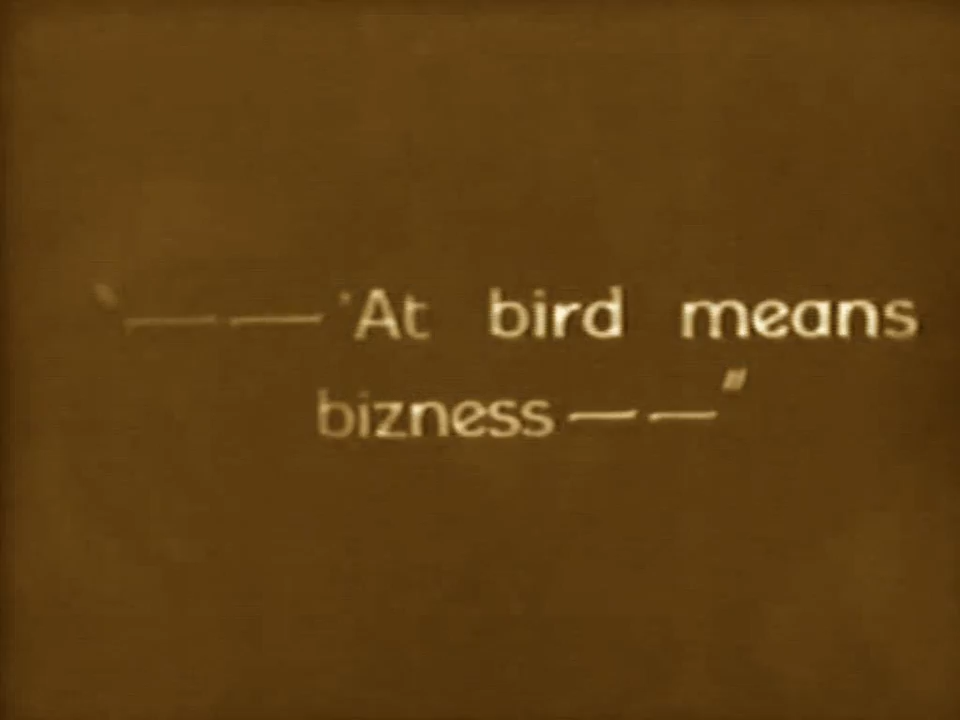 "— — 'At bird means
bizness — —"